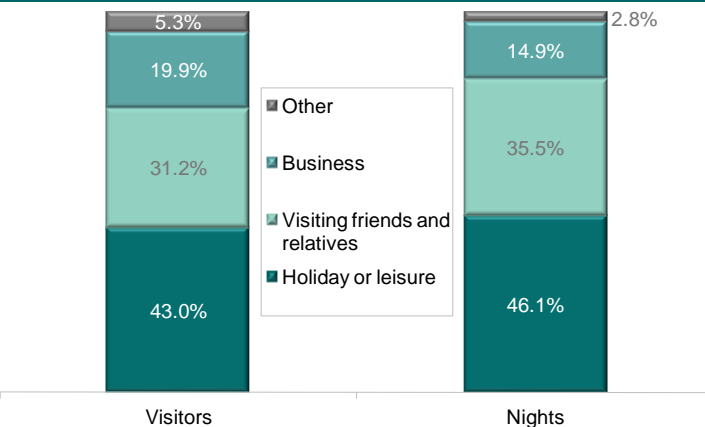 5.3%
19.9%
31.2%
43.0%
Other
Business
Visiting friends and
relatives
Holiday or leisure
2.8%
14.9%
35.5%
46.1%
Visitors
Nights